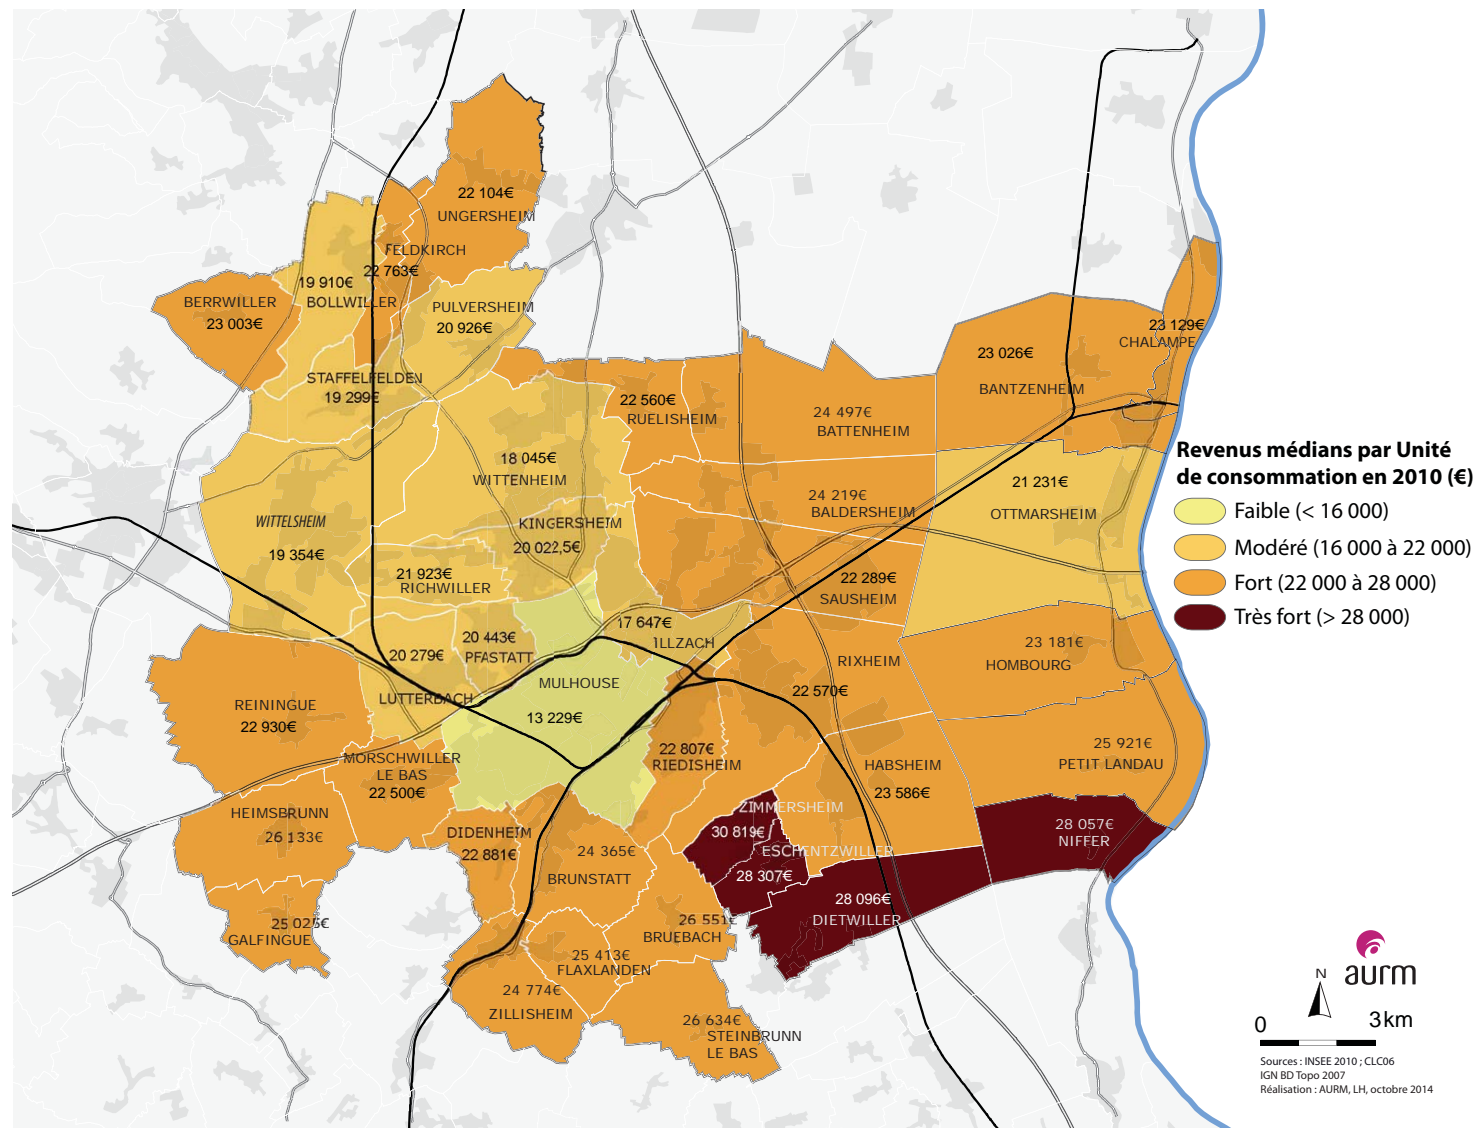 22 104€
UNGERSHEIM
FELDKIRCH
22 763€
19 910€
BOLLWILLER
BERRWILLER
23 003€
PULVERSHEIM
20 926€
STAFFELFELDEN
19 299€
22 560€
RUELISHEIM
24 497€
BATTENHEIM
23 026€
BANTZENHEIM
23 129€
CHALAMPE
18 045€
WITTENHEIM
KINGERSHEIM
20 022,5€
WITTELSHEIM
19 354€
21 923€
RICHWILLER
24 219€
BALDERSHEIM
21 231€
OTTMARSHEIM
22 289€
SAUSHEIM
17 647€
ILLZACH
20 443€
PFASTATT
20 279€
LUTTERBACH
MULHOUSE
13 229€
RIXHEIM
22 570€
23 181€
HOMBOURG
REININGUE
22 930€
MORSCHWILLER
LE BAS
22 500€
22 807€
RIEDISHEIM
HABSHEIM
23 586€
25 921€
PETIT LANDAU
HEIMSBRUNN
26 133€
DIDENHEIM
22 881€
24 365€
BRUNSTATT
ZIMMERSHEIM
30 819€
ESCHENTZWILLER
28 307€
28 057€
NIFFER
28 096€
DIETWILLER
25 025€
GALFINGUE
26 551€
BRUEBACH
25 413€
FLAXLANDEN
24 774€
ZILLISHEIM
26 634€
STEINBRUNN
LE BAS
Revenus médians par Unité
de consommation en 2010 (€)
Faible (< 16 000)
Modéré (16 000 à 22 000)
Fort (22 000 à 28 000)
Très fort (> 28 000)
aurm
N
0 3 km
Sources : INSEE 2010 ; CLC06
IGN BD Topo 2007
Réalisation : AURM, LH, octobre 2014